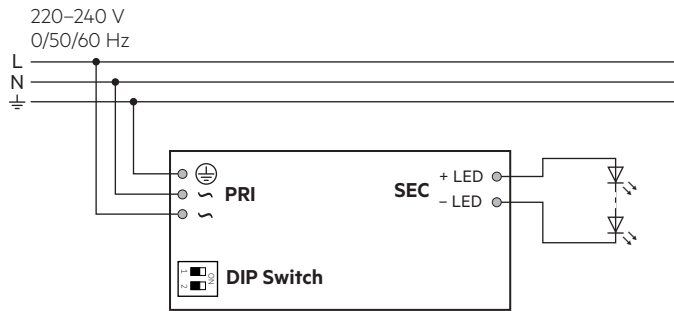 220–240 V
0/50/60 Hz
L
N
PRI
~
~
SEC
+ LED
– LED
1
2
ON
DIP Switch